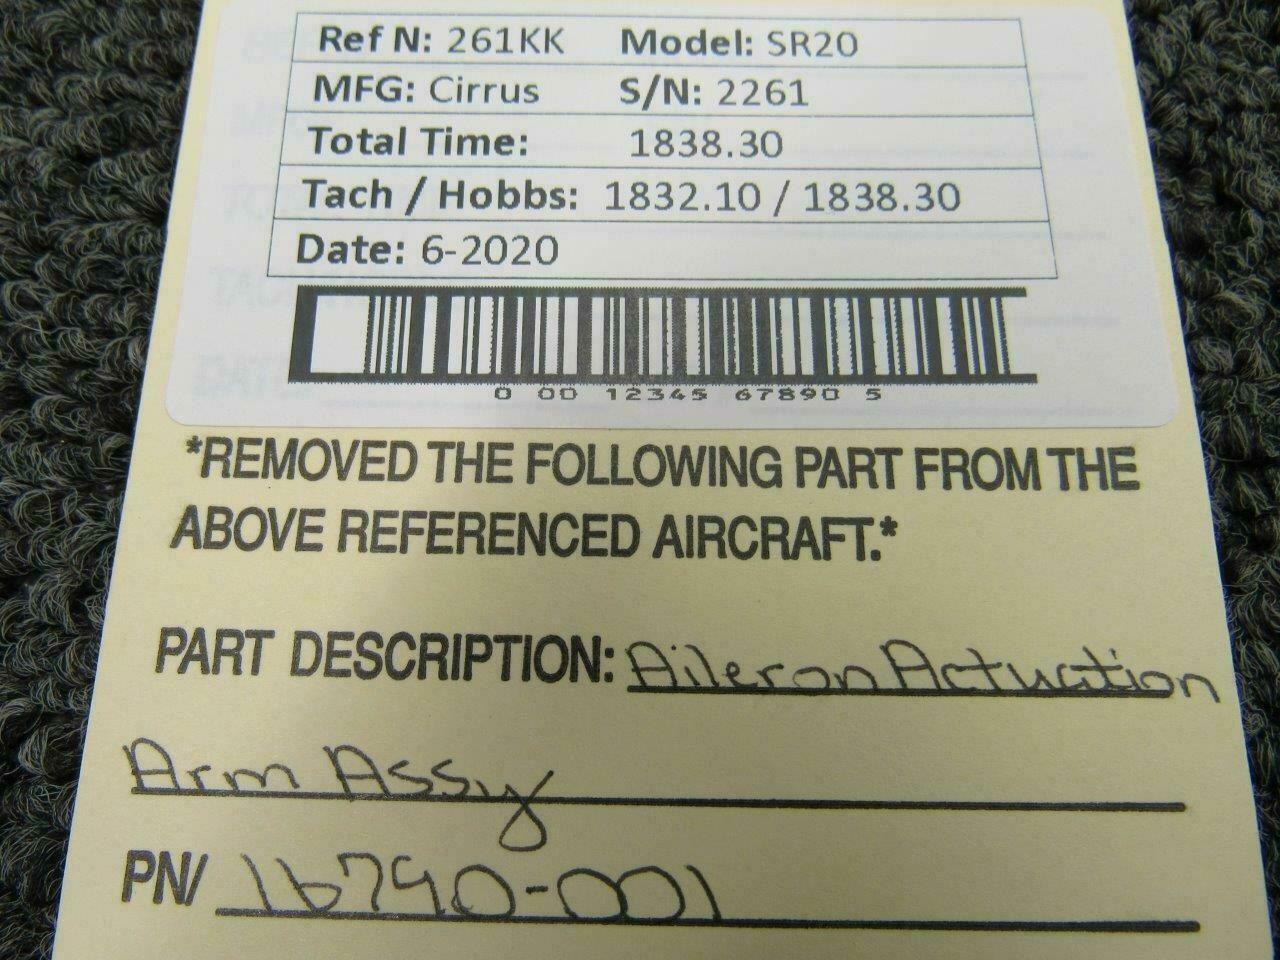 Ref N: 261KK Model: SR20
MFG: Cirrus S/N: 2261
Total Time: 1838.30
Tach / Hobbs: 1832.10 / 1838.30
Date: 6-2020
0 00 12345 67890 5
*REMOVED THE FOLLOWING PART FROM THE
ABOVE REFERENCED AIRCRAFT.*
PART DESCRIPTION: Aileron Actuation
Arm Assy
PN/ 16790-001